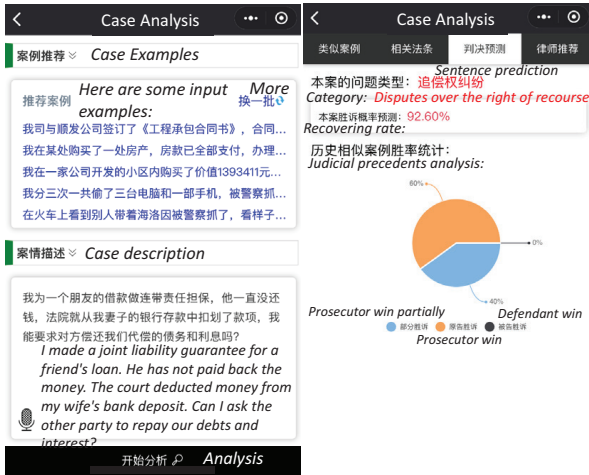 Case Analysis
案例推荐 Case Examples
推荐案例 Here are some input examples:
More
换一批
我司与顺发公司签订了《工程承包合同书》，合同...
我在某处购买了一处房产，房款已全部支付，办理...
我在一家公司开发的小区内购买了价值1393411元...
我分三次一共偷了三台电脑和一部手机，被警察抓...
在火车上看到别人带着海洛因被警察抓了，看样子...
案情描述 Case description
我为一个朋友的借款做连带责任担保，他一直没还
钱，法院就从我妻子的银行存款中扣划了款项，我
能要求对方偿还我们代偿的债务和利息吗?
I made a joint liability guarantee for a
friend's loan. He has not paid back the
money. The court deducted money from
my wife's bank deposit. Can I ask the
other party to repay our debts and
interest?
开始分析 Analysis
Case Analysis
类似案例 相关法条 判决预测 律师推荐
Sentence prediction
本案的问题类型：追偿权纠纷
Category: Disputes over the right of recourse
本案胜诉概率预测：92.60%
Recovering rate:
历史相似案例胜率统计：
Judicial precedents analysis:
60%
0%
40%
Prosecutor win partially
Defendant win
部分胜诉 原告胜诉 被告胜诉
Prosecutor win